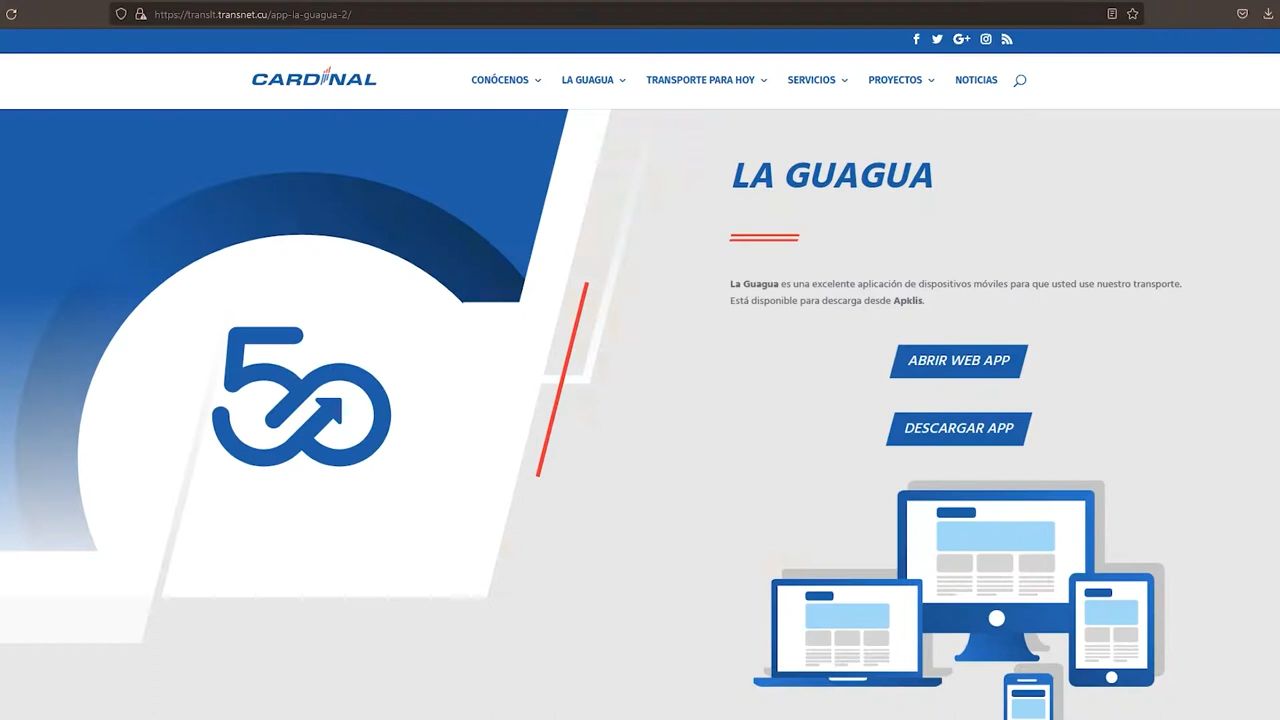 https://translt.transnet.cu/app-la-guagua-2/
CARDINAL
CONÓCENOS
LA GUAGUA
TRANSPORTE PARA HOY
SERVICIOS
PROYECTOS
NOTICIAS
LA GUAGUA
La Guagua es una excelente aplicación de dispositivos móviles para que usted use nuestro transporte.
Está disponible para descarga desde Apklis.
ABRIR WEB APP
DESCARGAR APP
50